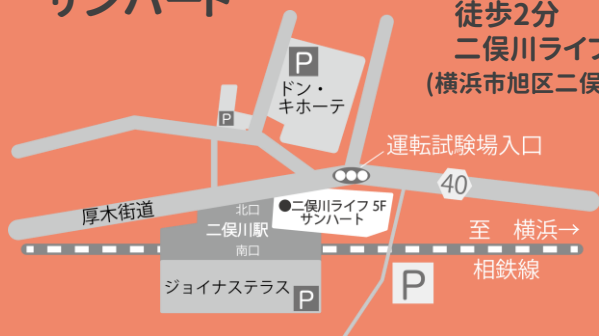 サンハート
徒歩2分
二俣川ライフ
(横浜市旭区二俣
P
ドン・
キホーテ
P
運転試験場入口
40
厚木街道
北口
●二俣川ライフ 5F
サンハート
二俣川駅
至 横浜→
南口
相鉄線
ジョイナステラス
P
P